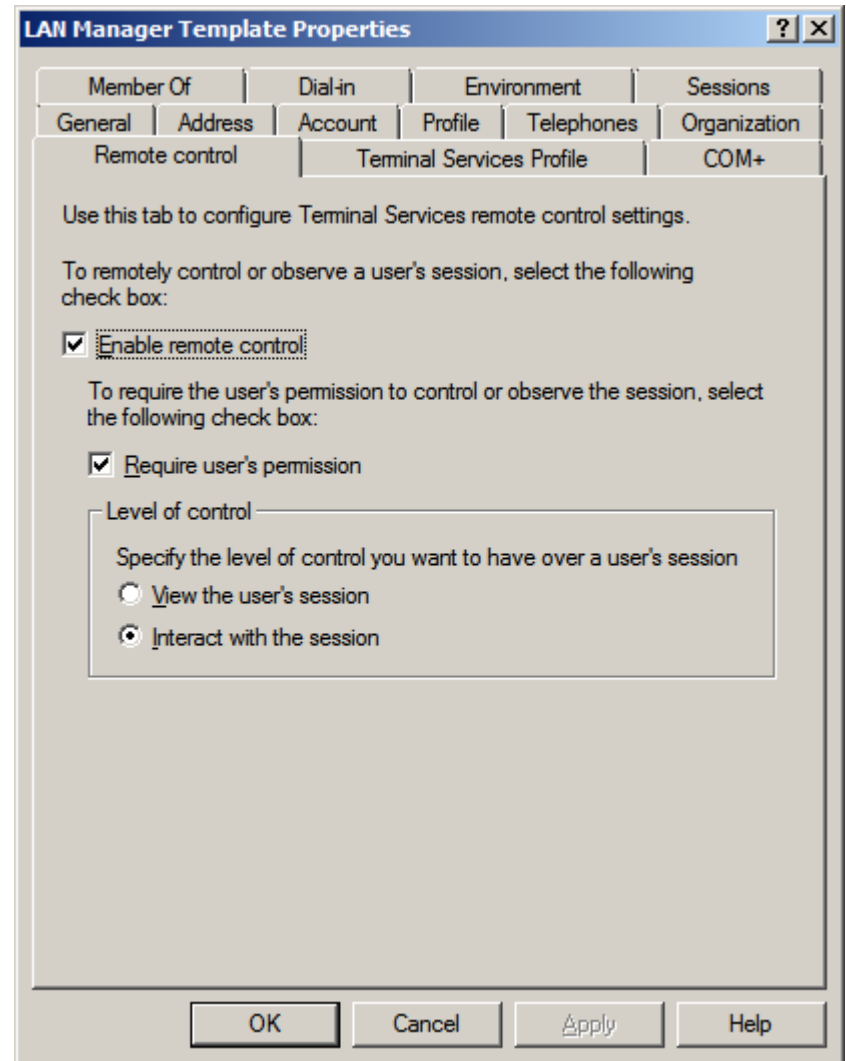 LAN Manager Template Properties
Member Of Dial-in Environment Sessions
General Address Account Profile Telephones Organization
Remote control Terminal Services Profile COM+
Use this tab to configure Terminal Services remote control settings.
To remotely control or observe a user's session, select the following
check box:
Enable remote control
To require the user's permission to control or observe the session, select
the following check box:
Require user's permission
Level of control
Specify the level of control you want to have over a user's session
View the user's session
Interact with the session
OK Cancel Apply Help